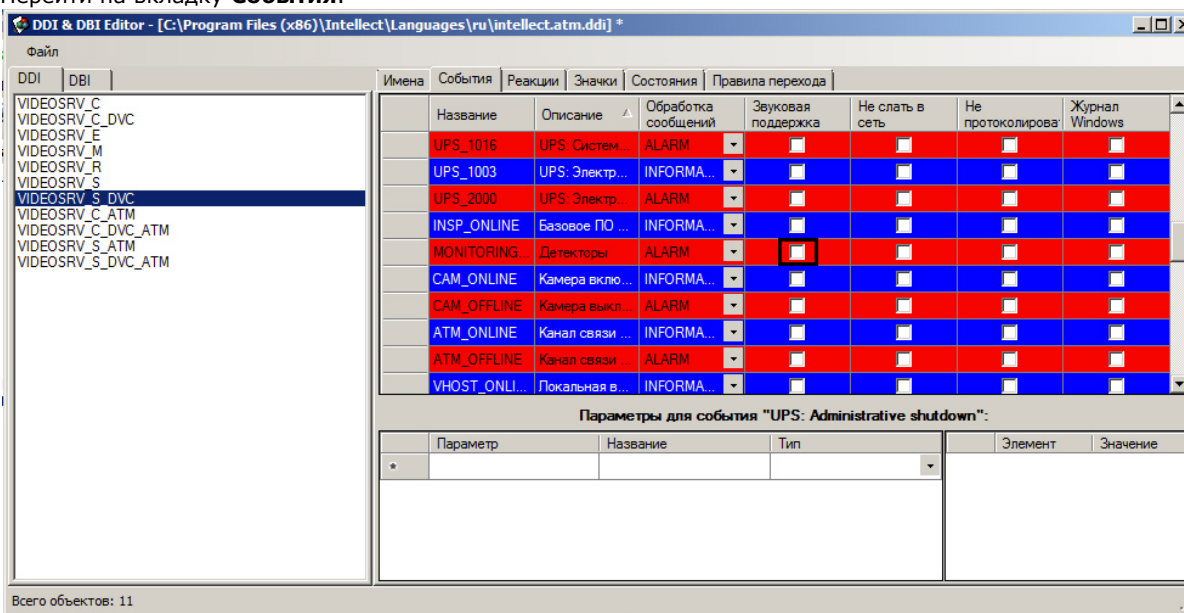 Перейти на вкладку События.
DDI & DBI Editor - [C:\Program Files (x86)\Intellect\Languages\ru\intellect.atm.ddi] *
Файл
DDI DBI
Имена События Реакции Значки Состояния Правила перехода
VIDEOSRV_C
VIDEOSRV_C_DVC
VIDEOSRV_E
VIDEOSRV_M
VIDEOSRV_R
VIDEOSRV_S
VIDEOSRV_S_DVC
VIDEOSRV_C_ATM
VIDEOSRV_C_DVC_ATM
VIDEOSRV_S_ATM
VIDEOSRV_S_DVC_ATM
Название Описание Обработка сообщений Звуковая поддержка Не слать в сеть Не протоколироват Журнал Windows
UPS_1016 UPS: Систем... ALARM
UPS_1003 UPS: Электр... INFORMA...
UPS_2000 UPS: Электр... ALARM
INSP_ONLINE Базовое ПО ... INFORMA...
MONITORING... Детекторы ALARM
CAM_ONLINE Камера вклю... INFORMA...
CAM_OFFLINE Камера выкл... ALARM
ATM_ONLINE Канал связи ... INFORMA...
ATM_OFFLINE Канал связи ... ALARM
VHOST_ONLI... Локальная в... INFORMA...
Параметры для события "UPS: Administrative shutdown":
Параметр Название Тип Элемент Значение
*
Всего объектов: 11